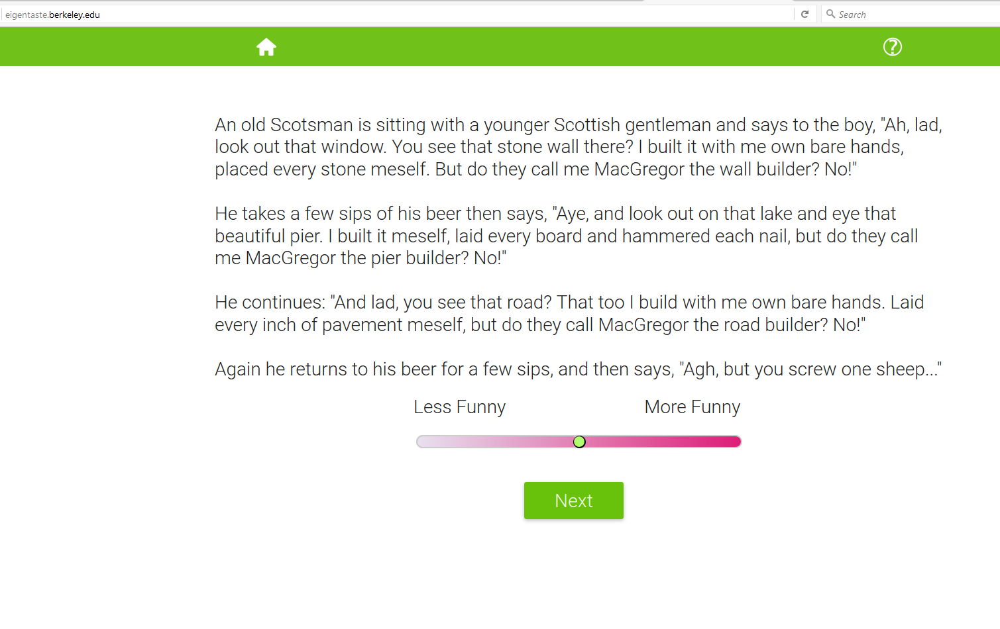 eigentaste.berkeley.edu
Search
An old Scotsman is sitting with a younger Scottish gentleman and says to the boy, "Ah, lad,
look out that window. You see that stone wall there? I built it with me own bare hands,
placed every stone meself. But do they call me MacGregor the wall builder? No!"
He takes a few sips of his beer then says, "Aye, and look out on that lake and eye that
beautiful pier. I built it meself, laid every board and hammered each nail, but do they call
me MacGregor the pier builder? No!"
He continues: "And lad, you see that road? That too I build with me own bare hands. Laid
every inch of pavement meself, but do they call MacGregor the road builder? No!"
Again he returns to his beer for a few sips, and then says, "Agh, but you screw one sheep..."
Less Funny More Funny
Next